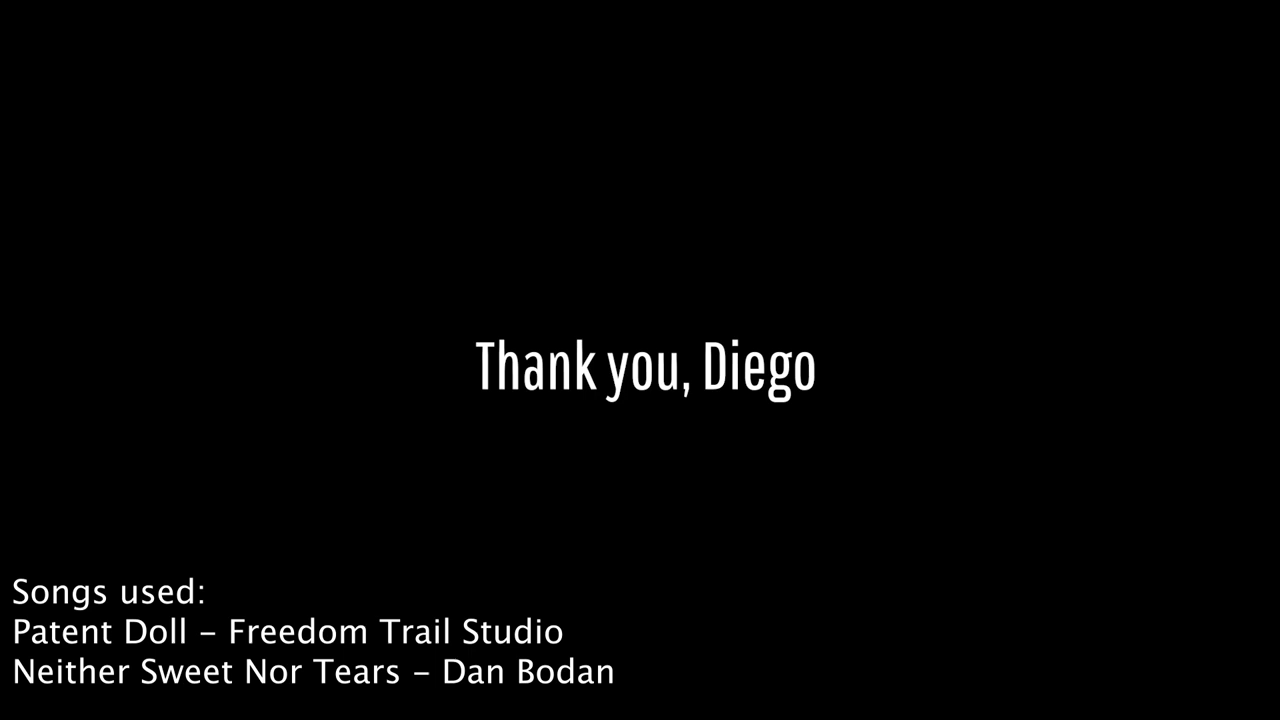 Thank you, Diego
Songs used:
Patent Doll – Freedom Trail Studio
Neither Sweet Nor Tears – Dan Bodan